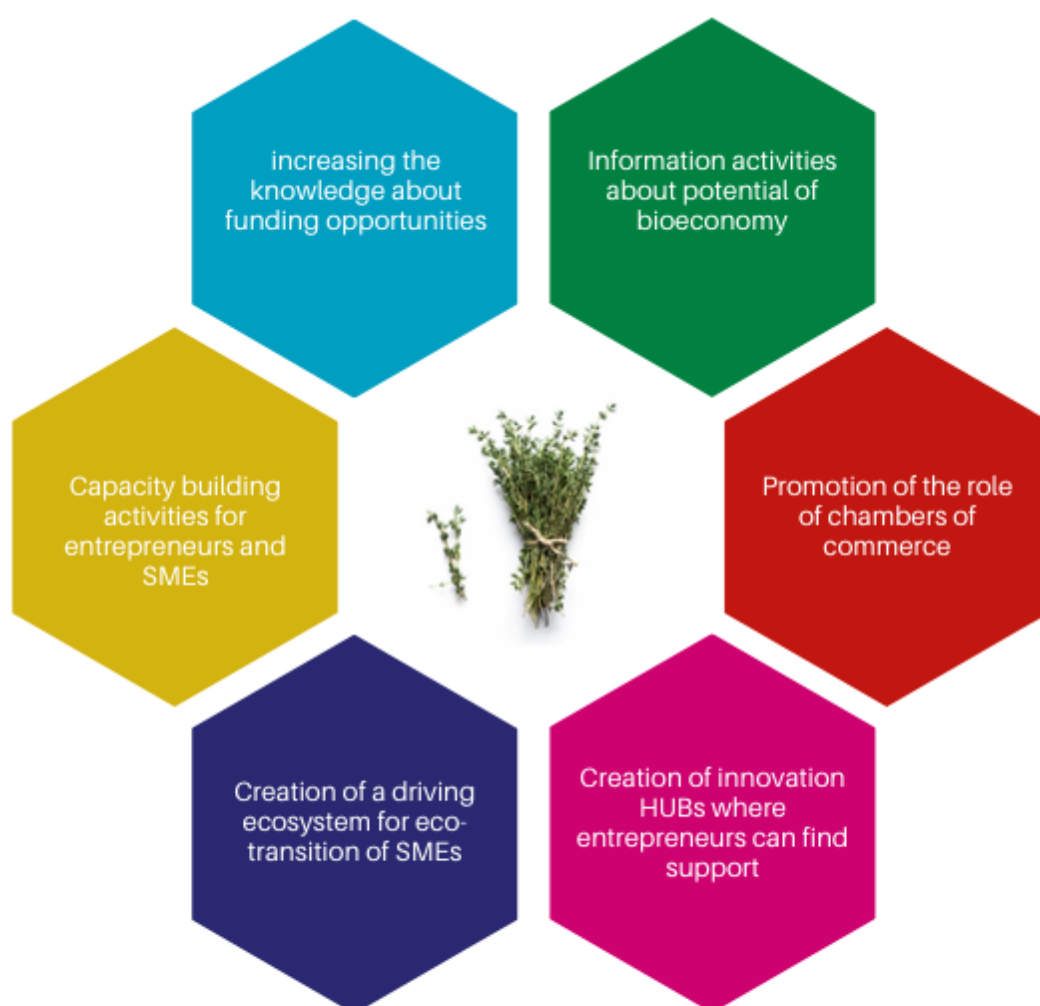 increasing the
knowledge about
funding opportunities
Information activities
about potential of
bioeconomy
Capacity building
activities for
entrepreneurs and
SMEs
Promotion of the role
of chambers of
commerce
Creation of a driving
ecosystem for eco-
transition of SMEs
Creation of innovation
HUBs where
entrepreneurs can find
support